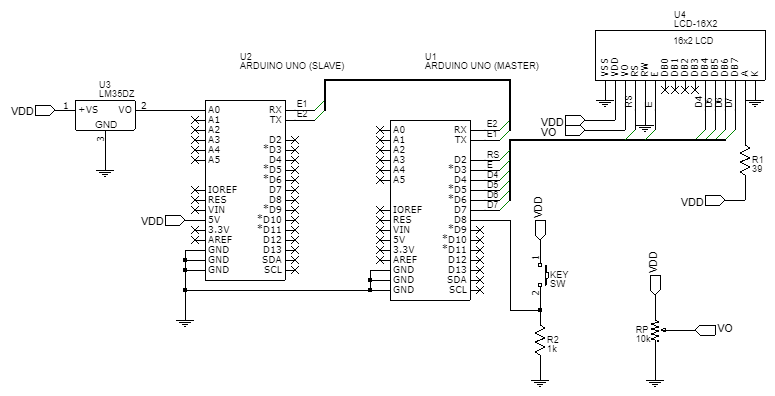 U4
LCD-16X2
16x2 LCD
VSS
VDD
VO
RS
RW
E
DB0
DB1
DB2
DB3
DB4
DB5
DB6
DB7
A
K
RS
E
D4
D5
D6
D7
VDD
VO
R1
39
VDD
U3
LM35DZ
VDD
1
+VS
VO
2
GND
3
U2
ARDUINO UNO (SLAVE)
A0
A1
A2
A3
A4
A5
IOREF
RES
VIN
5V
3.3V
AREF
GND
GND
GND
VDD
RX
TX
D2
*D3
D4
*D5
*D6
D7
D8
*D9
*D10
*D11
D12
D13
SDA
SCL
E1
E2
U1
ARDUINO UNO (MASTER)
A0
A1
A2
A3
A4
A5
IOREF
RES
VIN
5V
3.3V
AREF
GND
GND
GND
RX
TX
D2
*D3
D4
*D5
*D6
D7
D8
*D9
*D10
*D11
D12
D13
SDA
SCL
E2
E1
RS
E
D4
D5
D6
D7
VDD
1
KEY
SW
2
R2
1k
VDD
RP
10k
VO